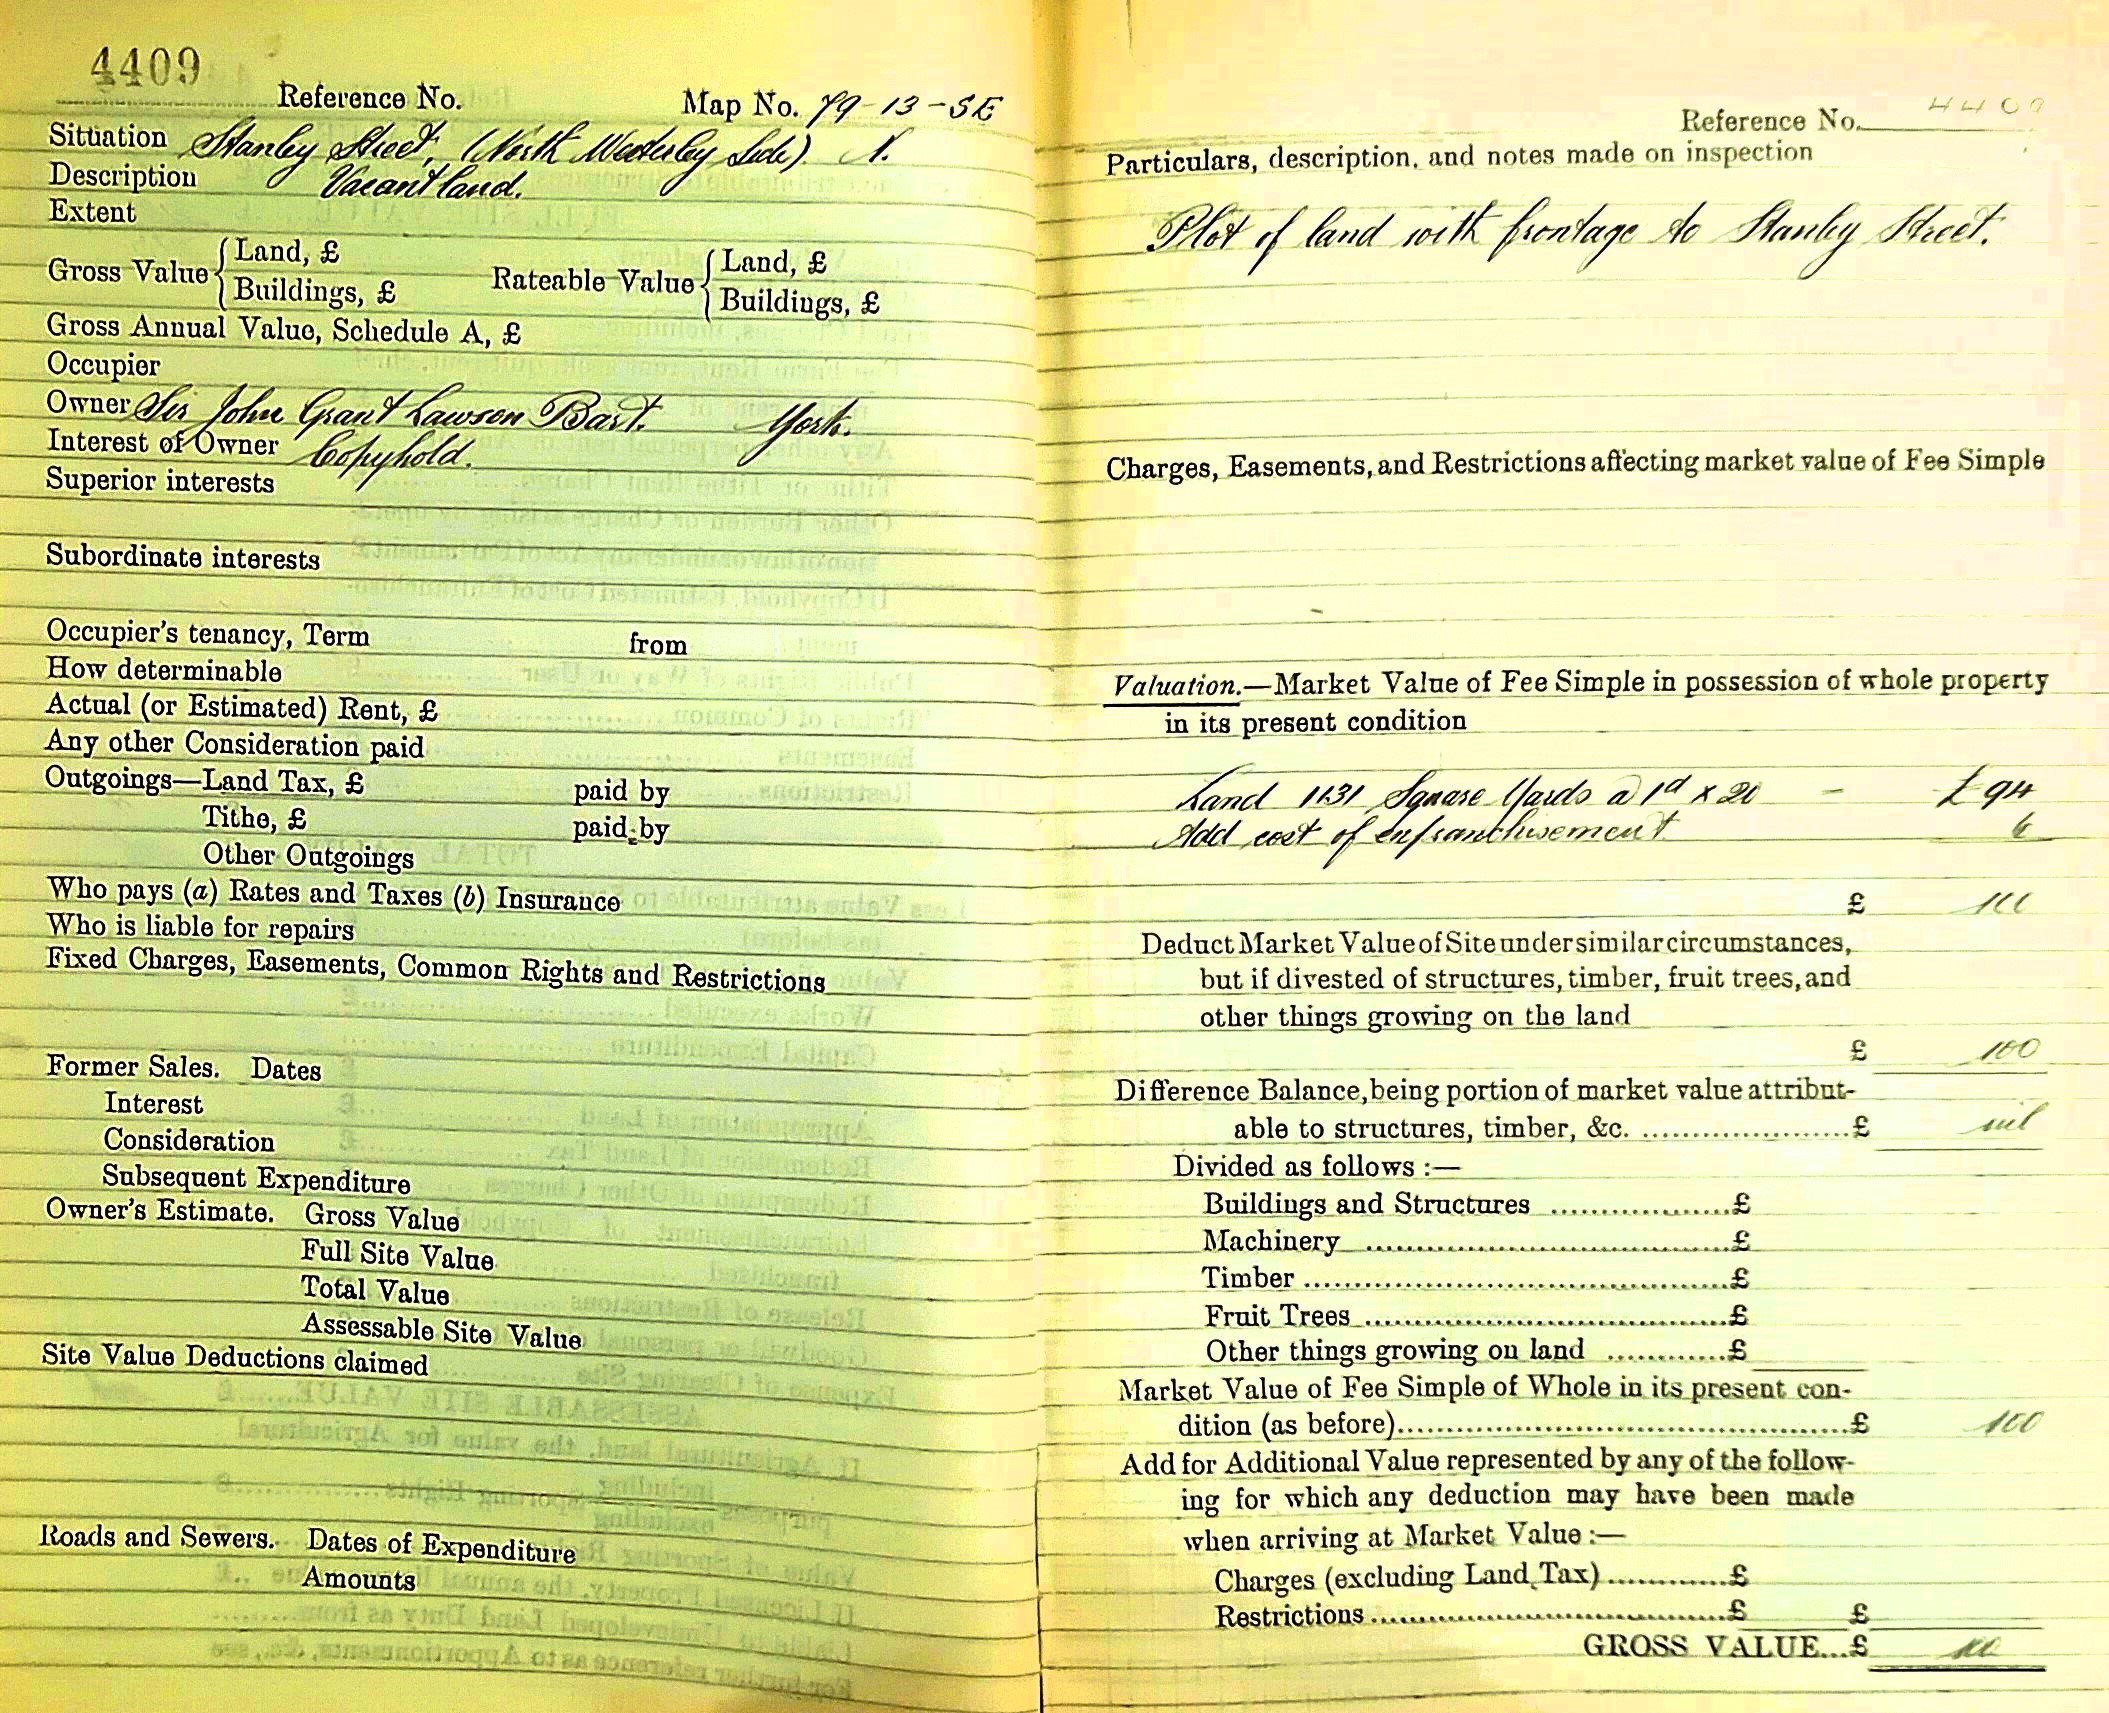 4409
Reference No. Map No. 79-13-SE
Situation Stanley Street, (North Westerley Side). N.
Description Vacant land.
Extent
Gross Value { Land, £ Rateable Value { Land, £
Buildings, £ Buildings, £
Gross Annual Value, Schedule A, £
Occupier
Owner Sir John Grant Lawson Bart. York.
Interest of Owner Copyhold.
Superior interests
Subordinate interests
Occupier's tenancy, Term from
How determinable
Actual (or Estimated) Rent, £
Any other Consideration paid
Outgoings—Land Tax, £ paid by
Tithe, £ paid by
Other Outgoings
Who pays (a) Rates and Taxes (b) Insurance
Who is liable for repairs
Fixed Charges, Easements, Common Rights and Restrictions
Former Sales. Dates
Interest
Consideration
Subsequent Expenditure
Owner's Estimate. Gross Value
Full Site Value
Total Value
Assessable Site Value
Site Value Deductions claimed
Roads and Sewers. Dates of Expenditure
Amounts
Reference No. 4409
Particulars, description, and notes made on inspection
Plot of land with frontage to Stanley Street.
Charges, Easements, and Restrictions affecting market value of Fee Simple
Valuation.—Market Value of Fee Simple in possession of whole property
in its present condition
Land 1131 Square Yards @ 1d x 20 - £94
Add cost of enfranchisement 6
£ 100
Deduct Market Value of Site under similar circumstances,
but if divested of structures, timber, fruit trees, and
other things growing on the land
£ 100
Difference Balance, being portion of market value attribut-
able to structures, timber, &c. ....................£ nil
Divided as follows :—
Buildings and Structures ..................£
Machinery ....................................£
Timber ..........................................£
Fruit Trees ....................................£
Other things growing on land ............£
Market Value of Fee Simple of Whole in its present con-
dition (as before)............................................£ 100
Add for Additional Value represented by any of the follow-
ing for which any deduction may have been made
when arriving at Market Value :—
Charges (excluding Land Tax)............£
Restrictions ....................................£ £
GROSS VALUE...£ 100